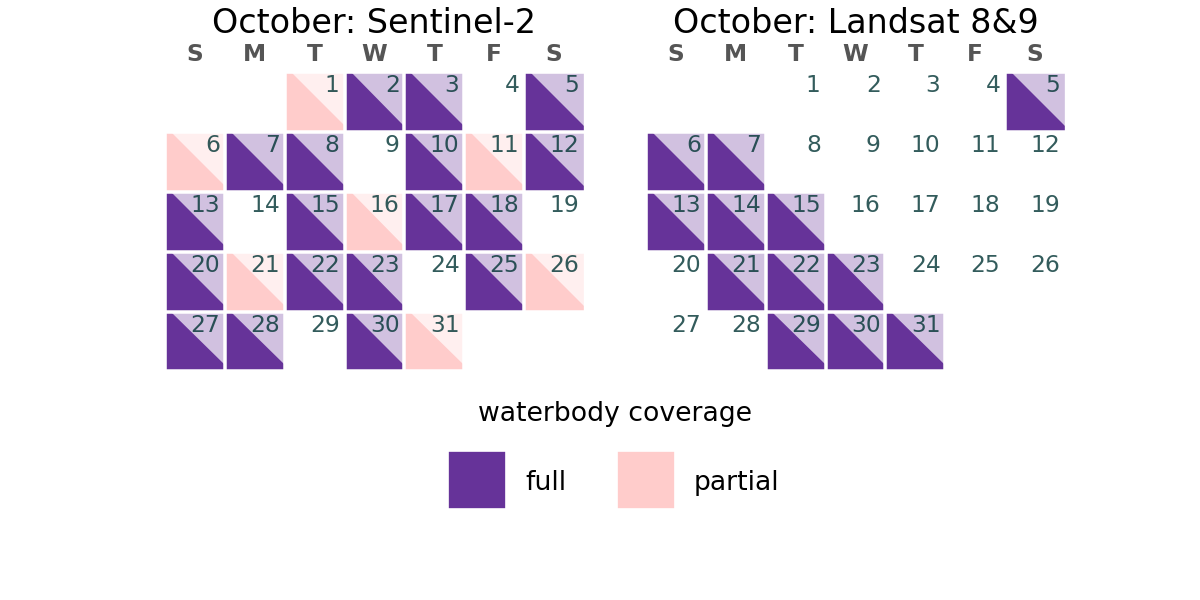 October: Sentinel-2
S M T W T F S
1 2 3 4 5
6 7 8 9 10 11 12
13 14 15 16 17 18 19
20 21 22 23 24 25 26
27 28 29 30 31
October: Landsat 8&9
S M T W T F S
1 2 3 4 5
6 7 8 9 10 11 12
13 14 15 16 17 18 19
20 21 22 23 24 25 26
27 28 29 30 31
waterbody coverage
full
partial